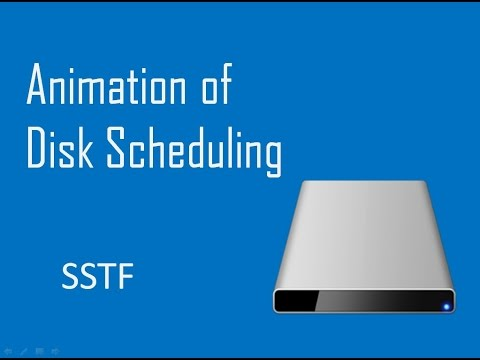 Animation of
Disk Scheduling
SSTF